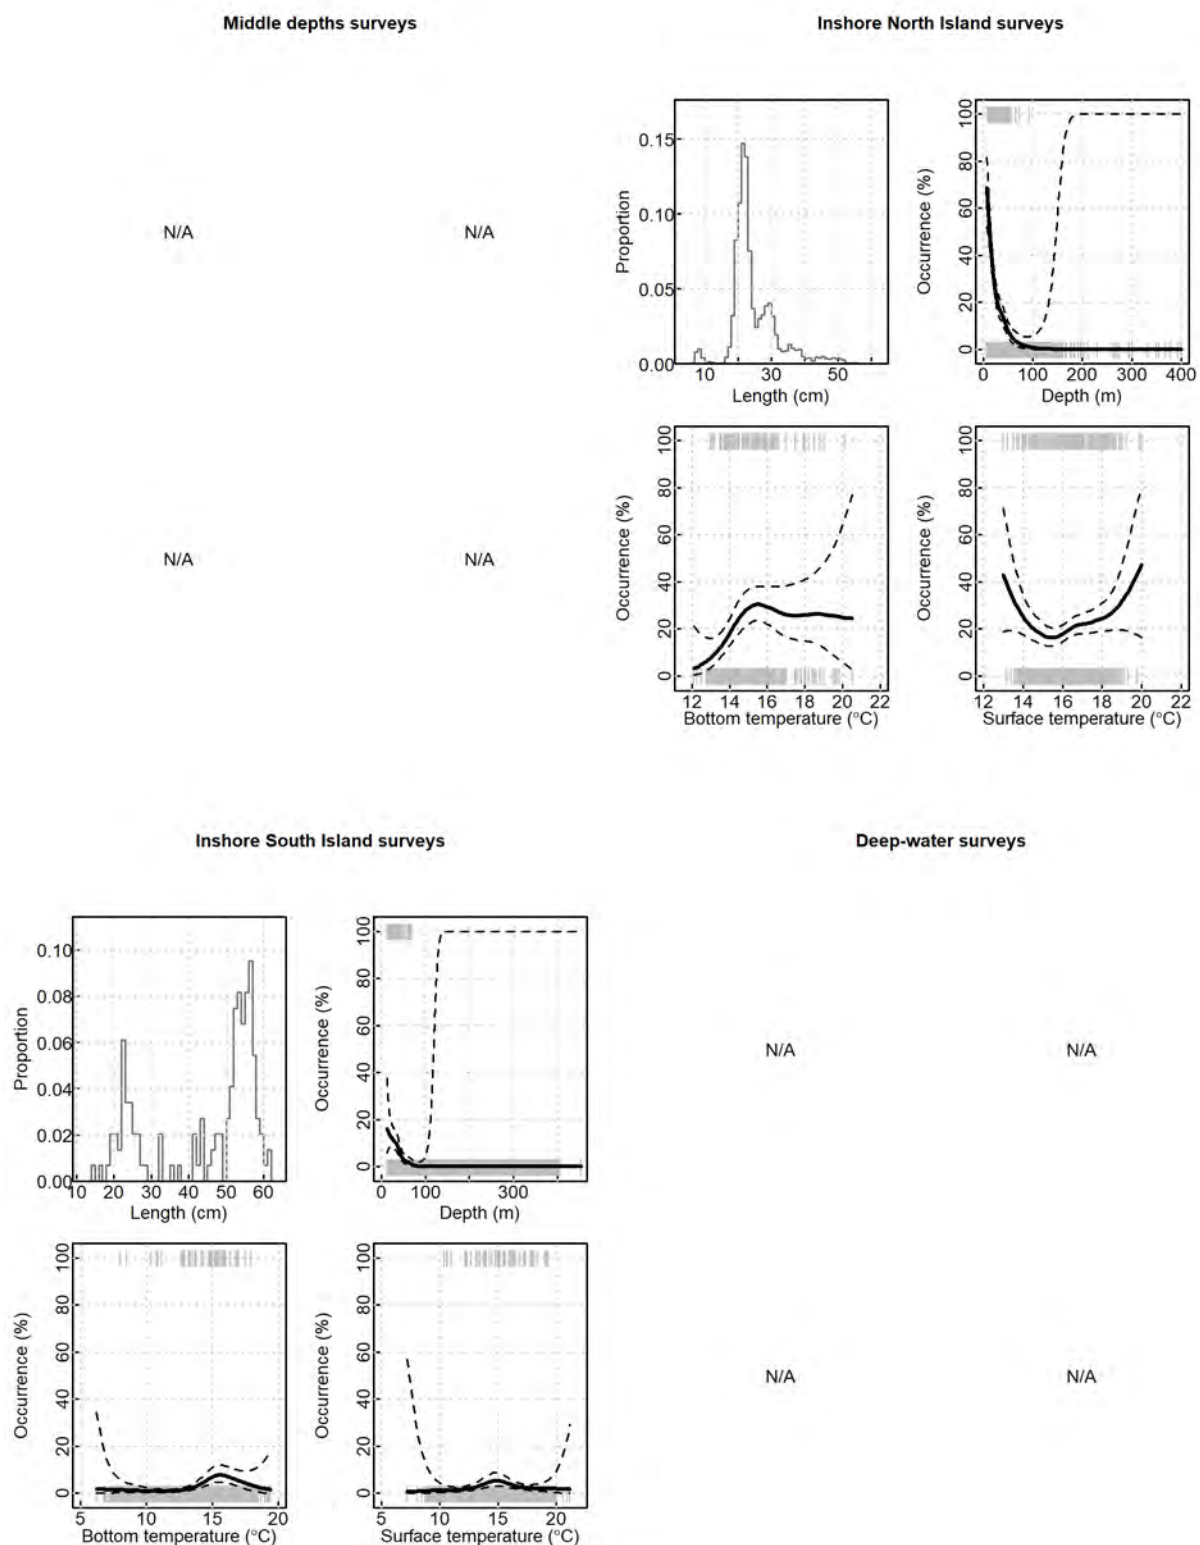 Middle depths surveys
Inshore North Island surveys
N/A
N/A
N/A
N/A
Proportion
0.15
0.10
0.05
0.00
10
30
50
Length (cm)
Occurrence (%)
100
80
60
40
20
0
0
100
200
300
400
Depth (m)
Occurrence (%)
100
80
60
40
20
0
12
14
16
18
20
22
Bottom temperature (°C)
Occurrence (%)
100
80
60
40
20
0
12
14
16
18
20
22
Surface temperature (°C)
Inshore South Island surveys
Deep-water surveys
Proportion
0.10
0.08
0.06
0.04
0.02
0.00
10
20
30
40
50
60
Length (cm)
Occurrence (%)
100
80
60
40
20
0
0
100
300
Depth (m)
N/A
N/A
Occurrence (%)
100
80
60
40
20
0
5
10
15
20
Bottom temperature (°C)
Occurrence (%)
100
80
60
40
20
0
5
10
15
20
Surface temperature (°C)
N/A
N/A